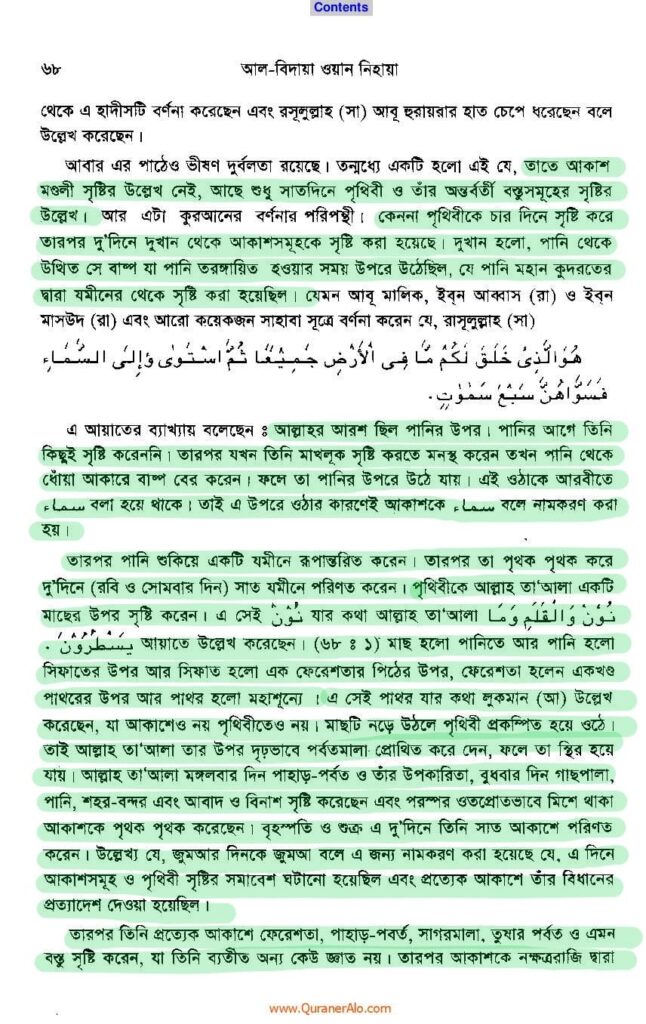 Contents
৬৮ আল-বিদায়া ওয়ান নিহায়া
থেকে এ হাদীসটি বর্ণনা করেছেন এবং রসূলুল্লাহ (সা) আবূ হুরায়রার হাত চেপে ধরেছেন বলে
উল্লেখ করেছেন।
আবার এর পাঠেও ভীষণ দুর্বলতা রয়েছে। তন্মধ্যে একটি হলো এই যে, তাতে আকাশ
মণ্ডলী সৃষ্টির উল্লেখ নেই, আছে শুধু সাতদিনে পৃথিবী ও তাঁর অন্তর্বর্তী বস্তুসমূহের সৃষ্টির
উল্লেখ। আর এটা কুরআনের বর্ণনার পরিপন্থী। কেননা পৃথিবীকে চার দিনে সৃষ্টি করে
তারপর দু'দিনে দুখান থেকে আকাশসমূহকে সৃষ্টি করা হয়েছে। দুখান হলো, পানি থেকে
উত্থিত সে বাষ্প যা পানি তরঙ্গায়িত হওয়ার সময় উপরে উঠেছিল, যে পানি মহান কুদরতের
দ্বারা যমীনের থেকে সৃষ্টি করা হয়েছিল। যেমন আবূ মালিক, ইব্‌ন আব্বাস (রা) ও ইব্‌ন
মাসউদ (রা) এবং আরো কয়েকজন সাহাবা সূত্রে বর্ণনা করেন যে, রাসূলুল্লাহ (সা)
هُوَالَّذِىْ خَلَقَ لَكُمْ مَّا فِى الْأَرْضِ جَمِيْعًا ثُمَّ اسْتَوٰى وَإِلَى السَّمَاءِ
فَسَوَّاهُنَّ سَبْعَ سَمٰوٰتٍ.
এ আয়াতের ব্যাখ্যায় বলেছেন ঃ আল্লাহর আরশ ছিল পানির উপর। পানির আগে তিনি
কিছুই সৃষ্টি করেননি। তারপর যখন তিনি মাখলূক সৃষ্টি করতে মনস্থ করেন তখন পানি থেকে
ধোঁয়া আকারে বাষ্প বের করেন। ফলে তা পানির উপরে উঠে যায়। এই ওঠাকে আরবীতে
سماء বলা হয়ে থাকে। তাই এ উপরে ওঠার কারণেই আকাশকে سماء বলে নামকরণ করা
হয়।
তারপর পানি শুকিয়ে একটি যমীনে রূপান্তরিত করেন। তারপর তা পৃথক পৃথক করে
দু'দিনে (রবি ও সোমবার দিন) সাত যমীনে পরিণত করেন। পৃথিবীকে আল্লাহ তা'আলা একটি
মাছের উপর সৃষ্টি করেন। এ সেই نُوْنْ যার কথা আল্লাহ তা'আলা نُوْنْ وَالْقَلَمِ وَمَا
يَسْطُرُوْنَ. আয়াতে উল্লেখ করেছেন। (৬৮ ঃ ১) মাছ হলো পানিতে আর পানি হলো
সিফাতের উপর আর সিফাত হলো এক ফেরেশতার পিঠের উপর, ফেরেশতা হলেন একখণ্ড
পাথরের উপর আর পাথর হলো মহাশূন্যে । এ সেই পাথর যার কথা লুকমান (আ) উল্লেখ
করেছেন, যা আকাশেও নয় পৃথিবীতেও নয়। মাছটি নড়ে উঠলে পৃথিবী প্রকম্পিত হয়ে ওঠে।
তাই আল্লাহ তা'আলা তার উপর দৃঢ়ভাবে পর্বতমালা প্রোথিত করে দেন, ফলে তা স্থির হয়ে
যায়। আল্লাহ তা'আলা মঙ্গলবার দিন পাহাড়-পর্বত ও তাঁর উপকারিতা, বুধবার দিন গাছপালা,
পানি, শহর-বন্দর এবং আবাদ ও বিনাশ সৃষ্টি করেছেন এবং পরস্পর ওতপ্রোতভাবে মিশে থাকা
আকাশকে পৃথক পৃথক করেছেন। বৃহস্পতি ও শুক্র এ দু'দিনে তিনি সাত আকাশে পরিণত
করেন। উল্লেখ্য যে, জুমআর দিনকে জুমআ বলে এ জন্য নামকরণ করা হয়েছে যে, এ দিনে
আকাশসমূহ ও পৃথিবী সৃষ্টির সমাবেশ ঘটানো হয়েছিল এবং প্রত্যেক আকাশে তাঁর বিধানের
প্রত্যাদেশ দেওয়া হয়েছিল।
তারপর তিনি প্রত্যেক আকাশে ফেরেশতা, পাহাড়-পবর্ত, সাগরমালা, তুষার পর্বত ও এমন
বস্তু সৃষ্টি করেন, যা তিনি ব্যতীত অন্য কেউ জ্ঞাত নয়। তারপর আকাশকে নক্ষত্ররাজি দ্বারা
www.QuranerAlo.com